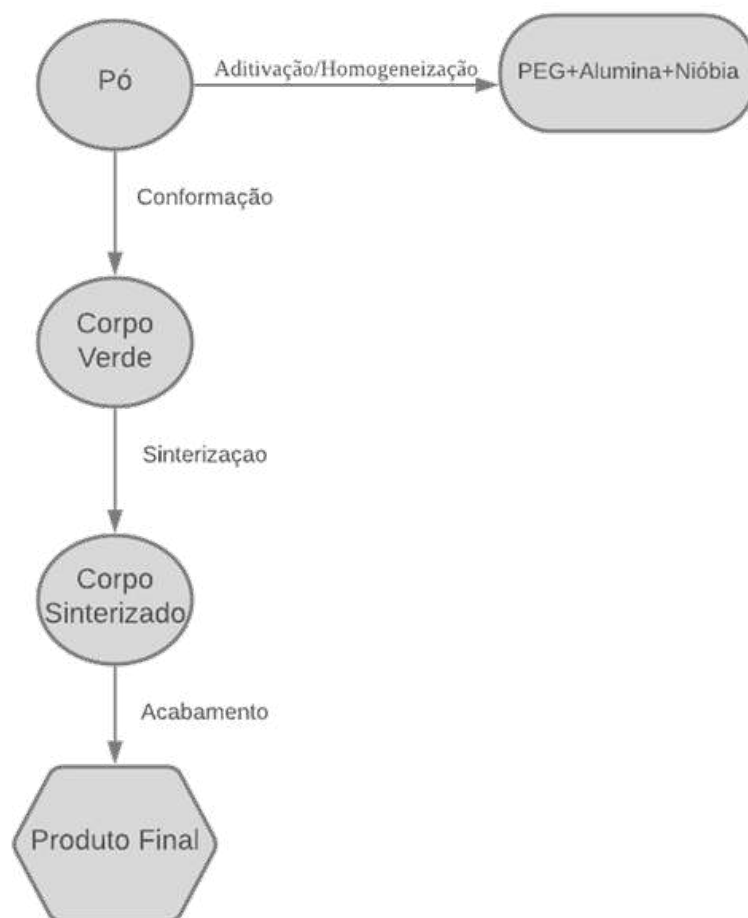 Pó
Aditivação/Homogeneização
PEG+Alumina+Nióbia
Conformação
Corpo
Verde
Sinterizaçao
Corpo
Sinterizado
Acabamento
Produto Final